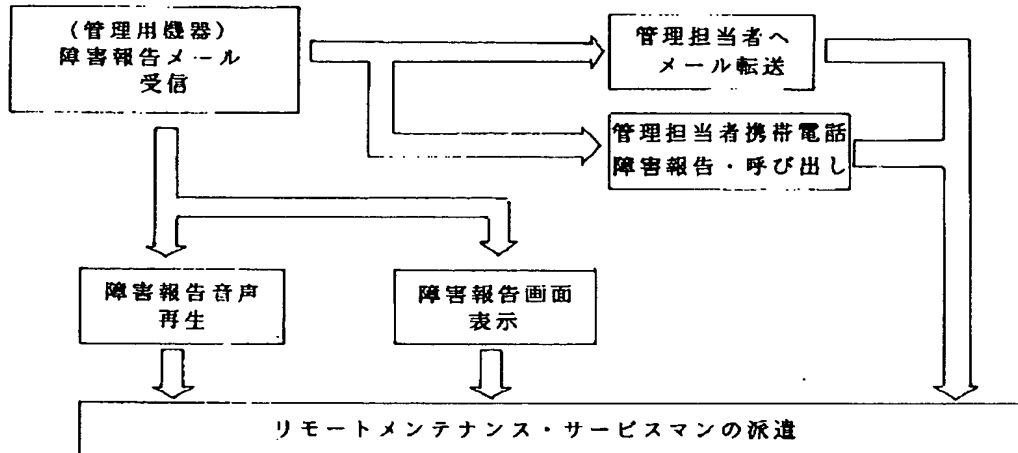 (管理用機器)
障害報告メール
受信
管理担当者へ
メール転送
管理担当者携帯電話
障害報告・呼び出し
障害報告音声
再生
障害報告画面
表示
リモートメンテナンス・サービスマンの派遣